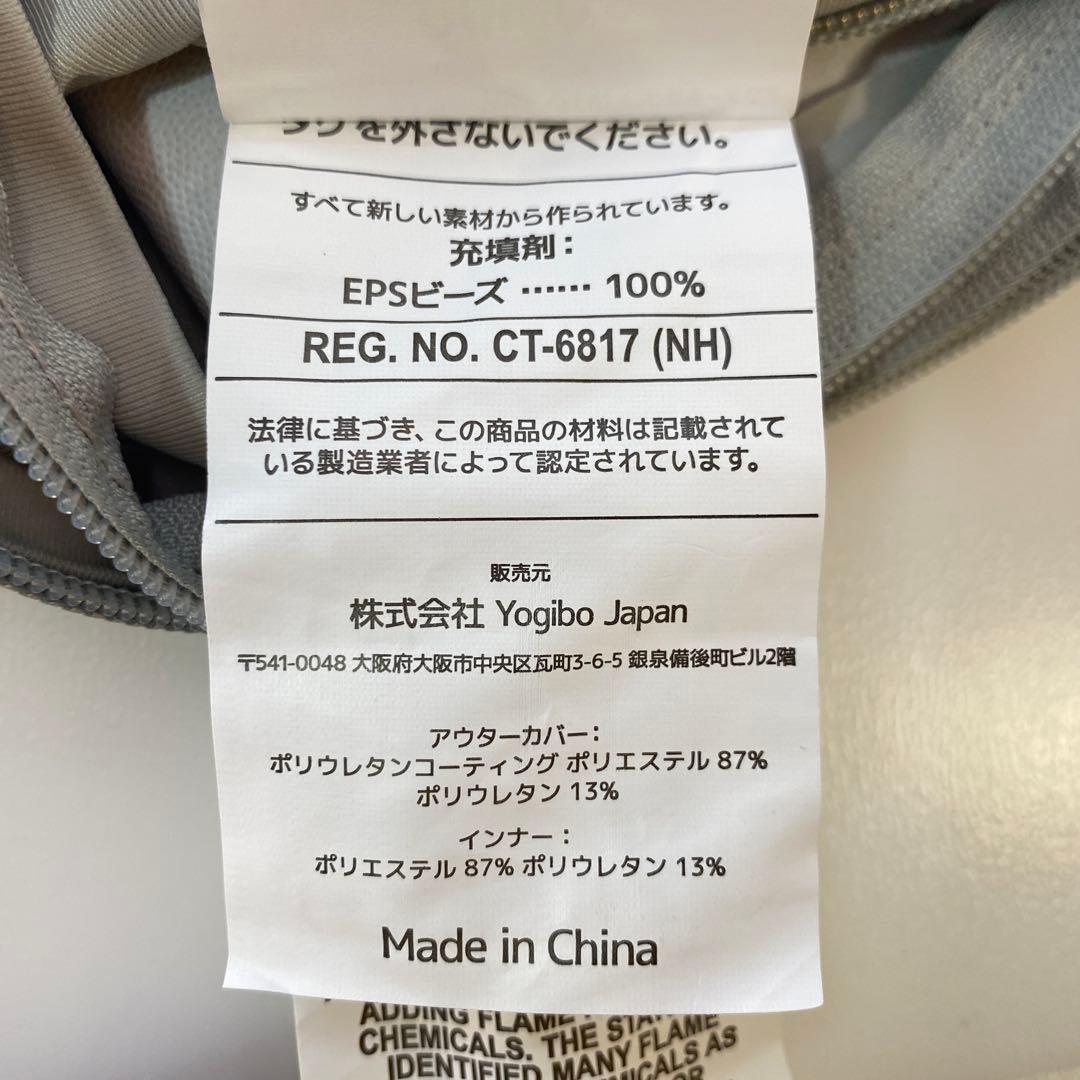 タグを外さないでください。
すべて新しい素材から作られています。
充填剤：
EPSビーズ …… 100%
REG. NO. CT-6817 (NH)
法律に基づき、この商品の材料は記載されて
いる製造業者によって認定されています。
販売元
株式会社 Yogibo Japan
〒541-0048 大阪府大阪市中央区瓦町3-6-5 銀泉備後町ビル2階
アウターカバー：
ポリウレタンコーティング ポリエステル 87%
ポリウレタン 13%
インナー：
ポリエステル 87% ポリウレタン 13%
Made in China
ADDING FLAME
CHEMICALS. THE STATE
IDENTIFIED MANY FLAME